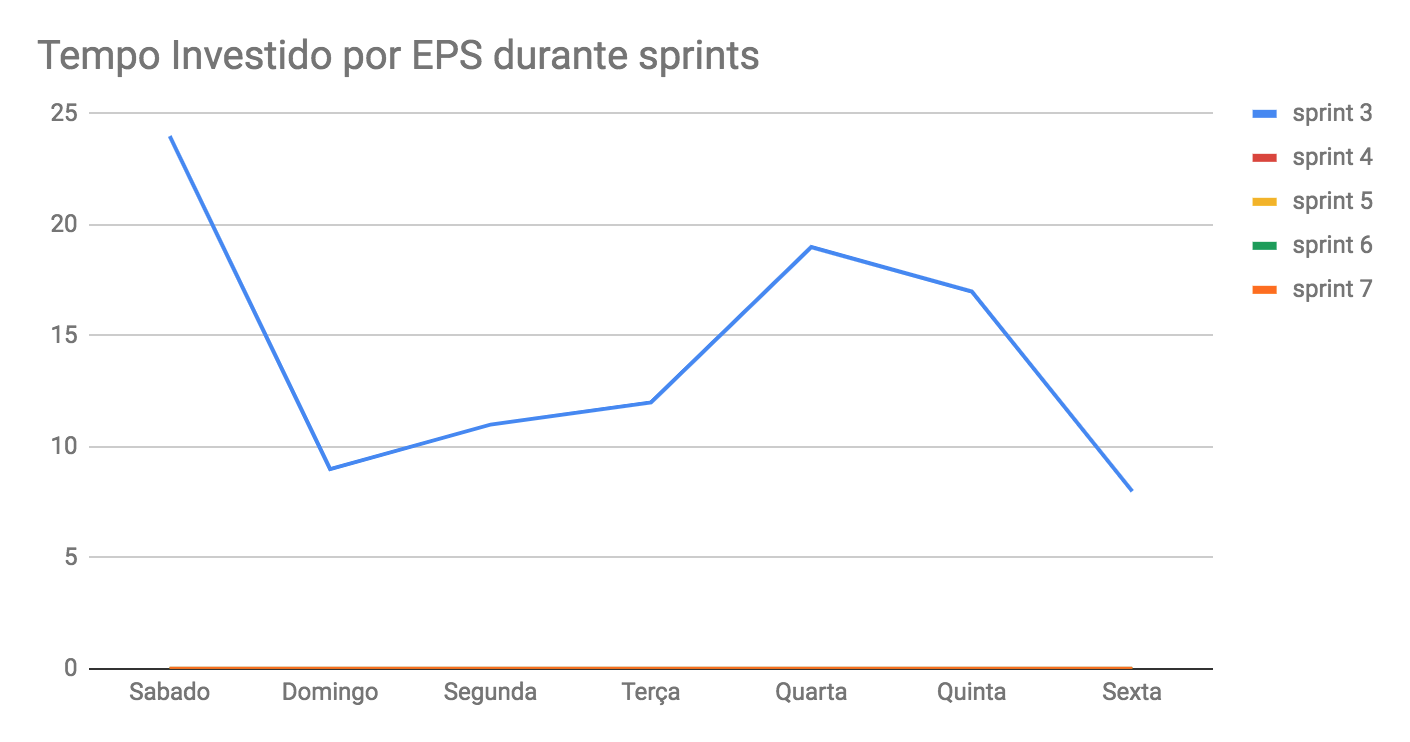 Tempo Investido por EPS durante sprints
25
20
15
10
5
0
Sabado Domingo Segunda Terça Quarta Quinta Sexta
sprint 3
sprint 4
sprint 5
sprint 6
sprint 7